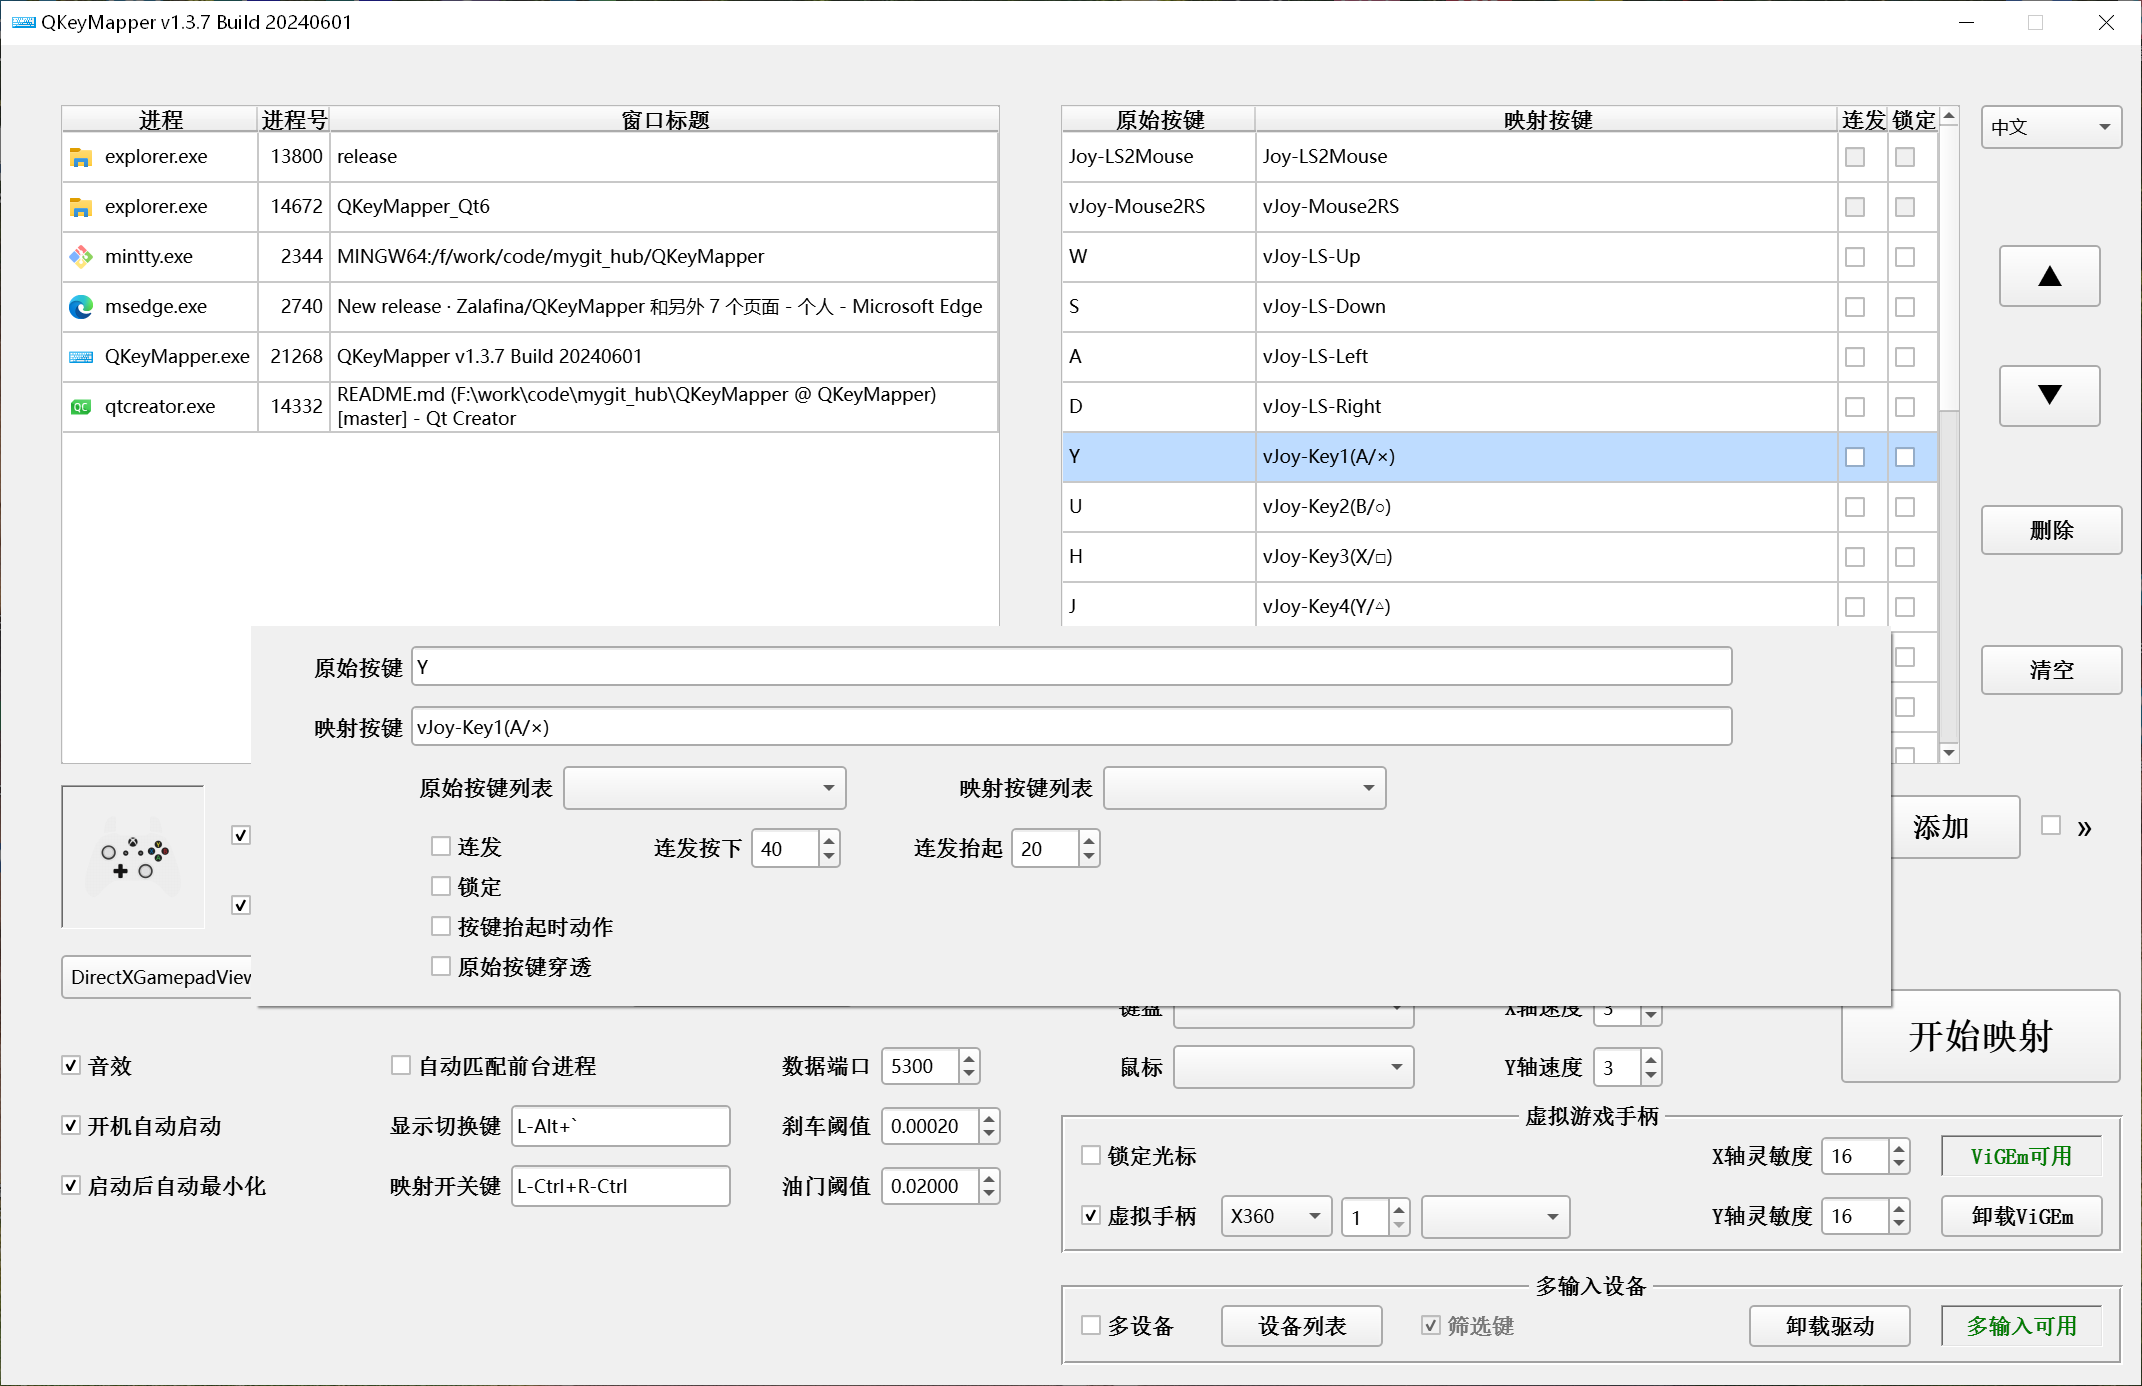 QKeyMapper v1.3.7 Build 20240601
进程 进程号 窗口标题
explorer.exe 13800 release
explorer.exe 14672 QKeyMapper_Qt6
mintty.exe 2344 MINGW64:/f/work/code/mygit_hub/QKeyMapper
msedge.exe 2740 New release · Zalafina/QKeyMapper 和另外 7 个页面 - 个人 - Microsoft Edge
QKeyMapper.exe 21268 QKeyMapper v1.3.7 Build 20240601
qtcreator.exe 14332 README.md (F:\work\code\mygit_hub\QKeyMapper @ QKeyMapper)
[master] - Qt Creator
原始按键 映射按键 连发 锁定
Joy-LS2Mouse Joy-LS2Mouse
vJoy-Mouse2RS vJoy-Mouse2RS
W vJoy-LS-Up
S vJoy-LS-Down
A vJoy-LS-Left
D vJoy-LS-Right
Y vJoy-Key1(A/×)
U vJoy-Key2(B/○)
H vJoy-Key3(X/□)
J vJoy-Key4(Y/△)
中文
▲
▼
删除
清空
添加 »
原始按键 Y
映射按键 vJoy-Key1(A/×)
原始按键列表 映射按键列表
连发 连发按下 40 连发抬起 20
锁定
按键抬起时动作
原始按键穿透
DirectXGamepadView
键盘 X轴速度 3
鼠标 Y轴速度 3
开始映射
音效 自动匹配前台进程 数据端口 5300
开机自动启动 显示切换键 L-Alt+` 刹车阈值 0.00020
启动后自动最小化 映射开关键 L-Ctrl+R-Ctrl 油门阈值 0.02000
虚拟游戏手柄
锁定光标 X轴灵敏度 16 ViGEm可用
虚拟手柄 X360 1 Y轴灵敏度 16 卸载ViGEm
多输入设备
多设备 设备列表 筛选键 卸载驱动 多输入可用